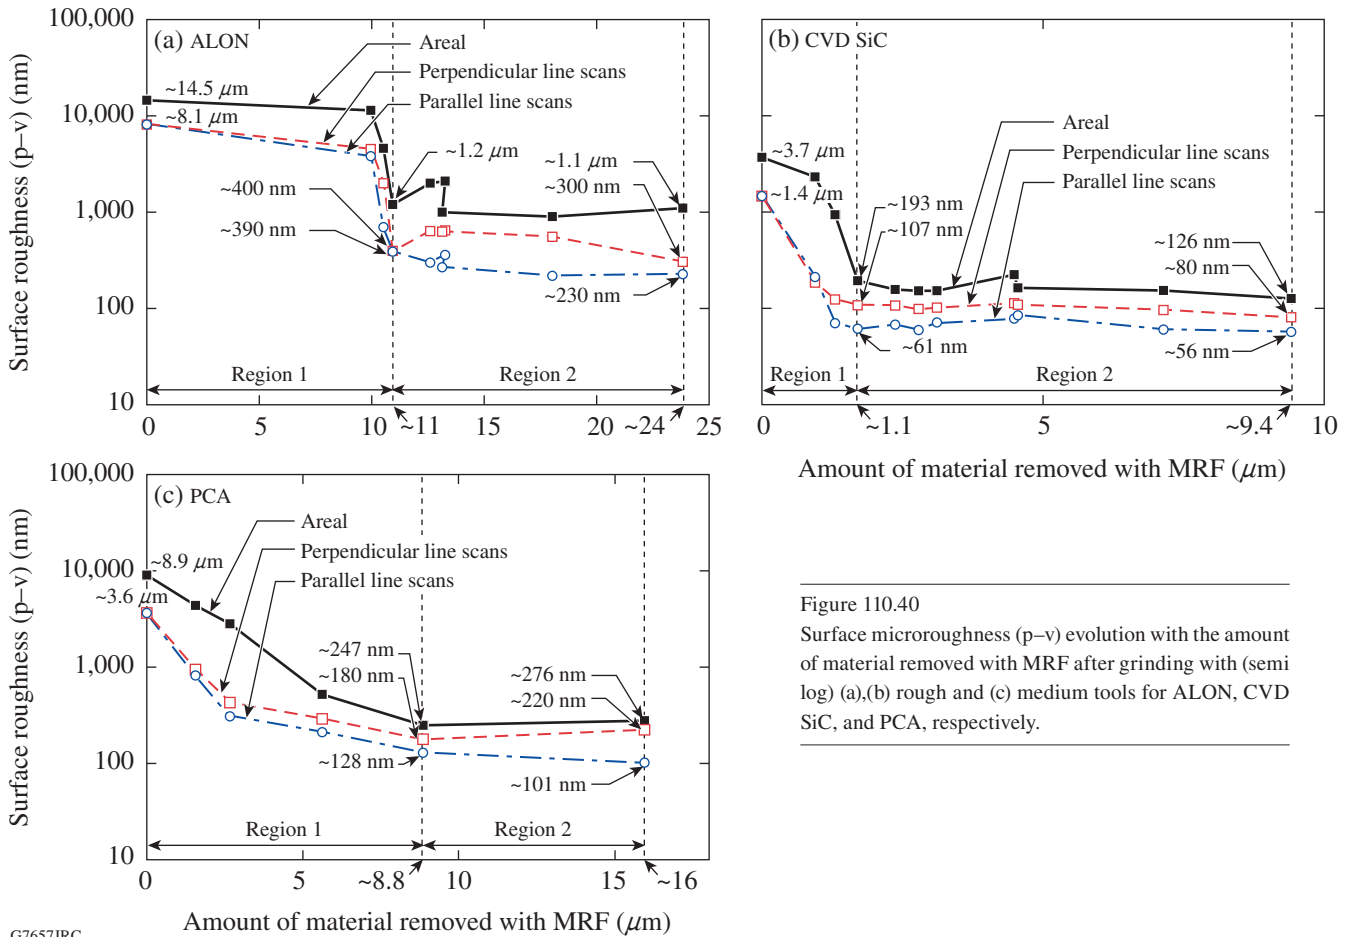 Surface roughness (p–v) (nm)
100,000
10,000
1,000
100
10
(a) ALON
Areal
Perpendicular line scans
Parallel line scans
~14.5 μm
~8.1 μm
~1.2 μm
~400 nm
~390 nm
~1.1 μm
~300 nm
~230 nm
Region 1
Region 2
0
5
10
~11
15
20
~24
25
(b) CVD SiC
Areal
Perpendicular line scans
Parallel line scans
~3.7 μm
~1.4 μm
~193 nm
~107 nm
~61 nm
~126 nm
~80 nm
~56 nm
Region 1
Region 2
0
~1.1
5
~9.4
10
Amount of material removed with MRF (μm)
Surface roughness (p–v) (nm)
100,000
10,000
1,000
100
10
(c) PCA
Areal
Perpendicular line scans
Parallel line scans
~8.9 μm
~3.6 μm
~247 nm
~180 nm
~128 nm
~276 nm
~220 nm
~101 nm
Region 1
Region 2
0
5
~8.8
10
15
~16
Amount of material removed with MRF (μm)
Figure 110.40
Surface microroughness (p–v) evolution with the amount
of material removed with MRF after grinding with (semi
log) (a),(b) rough and (c) medium tools for ALON, CVD
SiC, and PCA, respectively.
G7657JRC